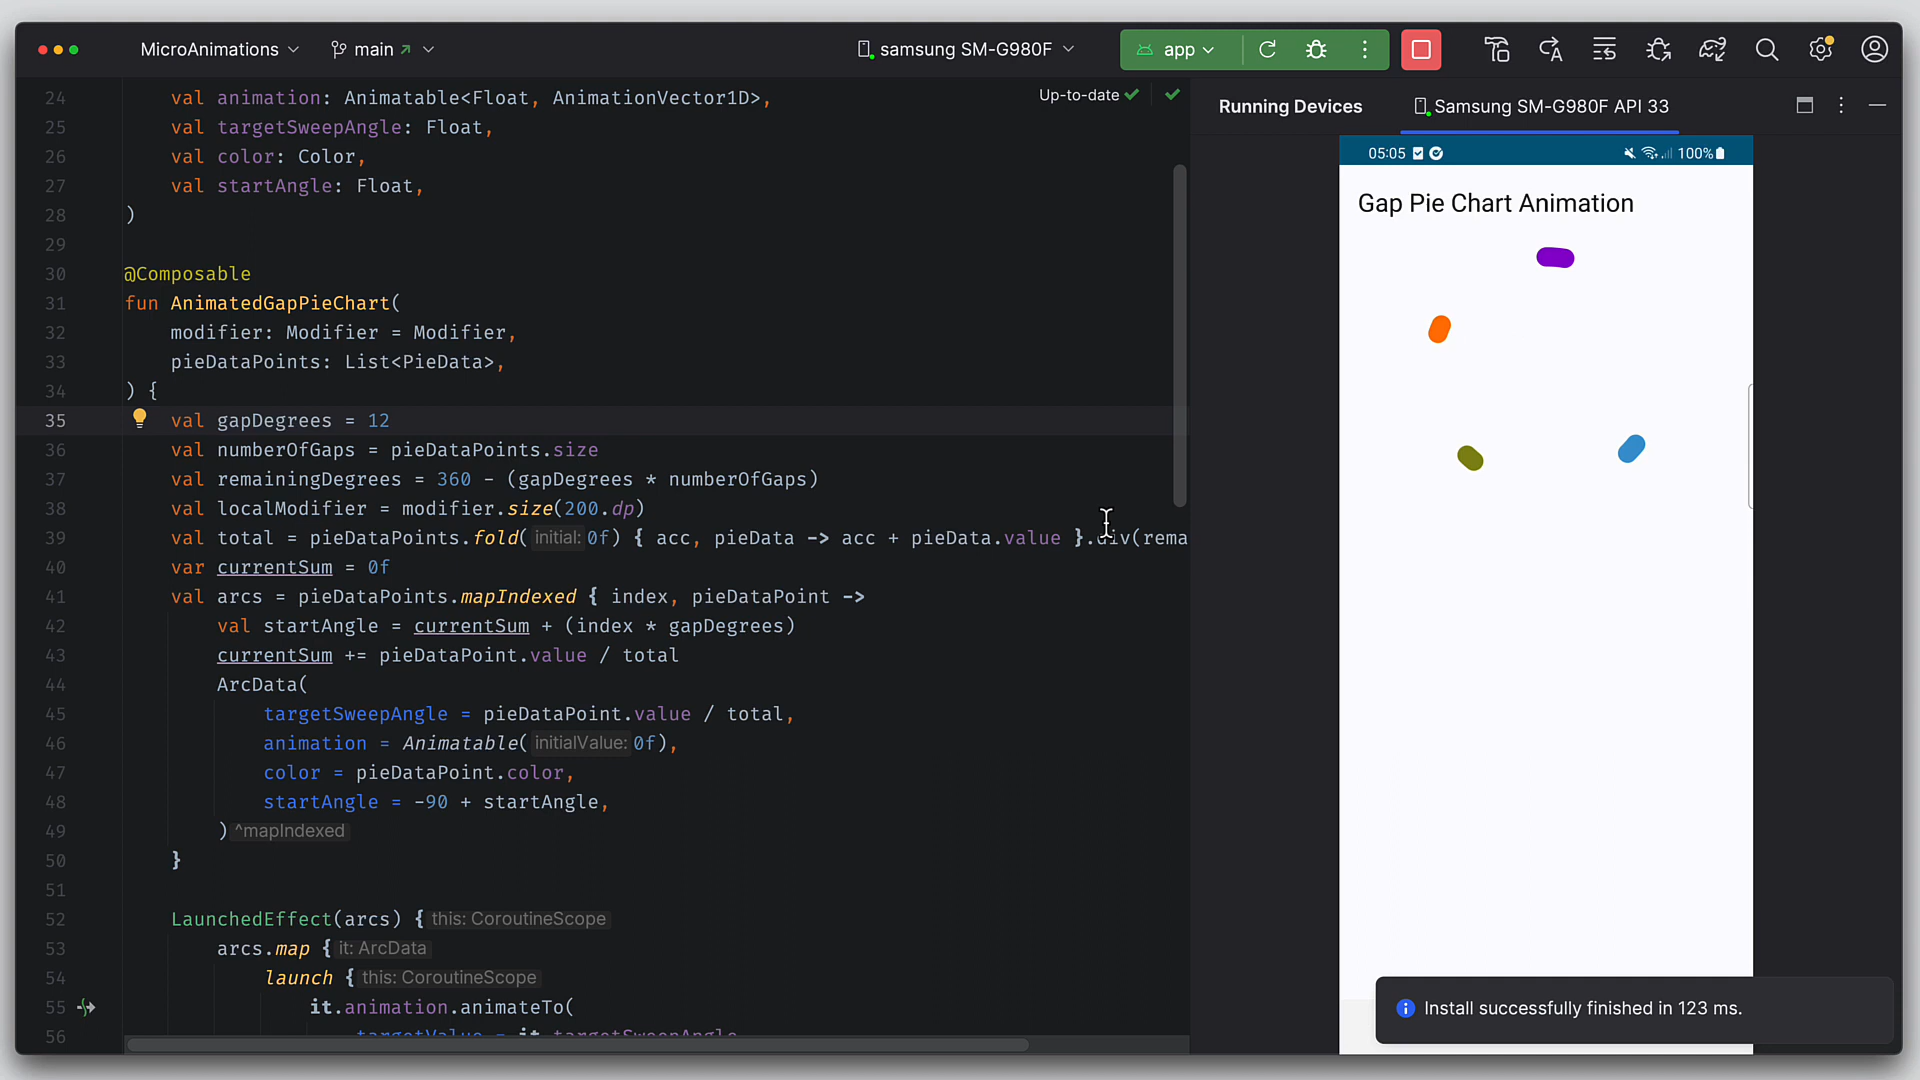 MicroAnimations
main
samsung SM-G980F
app
24 val animation: Animatable<Float, AnimationVector1D>,
Up-to-date
25 val targetSweepAngle: Float,
26 val color: Color,
27 val startAngle: Float,
28 )
29
30 @Composable
31 fun AnimatedGapPieChart(
32 modifier: Modifier = Modifier,
33 pieDataPoints: List<PieData>,
34 ) {
35 val gapDegrees = 12
36 val numberOfGaps = pieDataPoints.size
37 val remainingDegrees = 360 - (gapDegrees * numberOfGaps)
38 val localModifier = modifier.size(200.dp)
39 val total = pieDataPoints.fold( initial: 0f) { acc, pieData -> acc + pieData.value }.div(rema
40 var currentSum = 0f
41 val arcs = pieDataPoints.mapIndexed { index, pieDataPoint ->
42 val startAngle = currentSum + (index * gapDegrees)
43 currentSum += pieDataPoint.value / total
44 ArcData(
45 targetSweepAngle = pieDataPoint.value / total,
46 animation = Animatable( initialValue: 0f),
47 color = pieDataPoint.color,
48 startAngle = -90 + startAngle,
49 ) ^mapIndexed
50 }
51
52 LaunchedEffect(arcs) { this: CoroutineScope
53 arcs.map { it: ArcData
54 launch { this: CoroutineScope
55 it.animation.animateTo(
56 targetValue = it.targetSweepAngle
Running Devices
Samsung SM-G980F API 33
05:05
100%
Gap Pie Chart Animation
Install successfully finished in 123 ms.